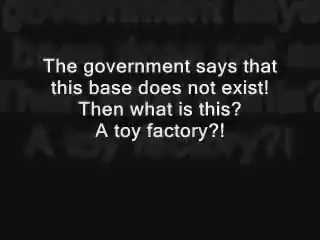 The government says that
this base does not exist!
Then what is this?
A toy factory?!